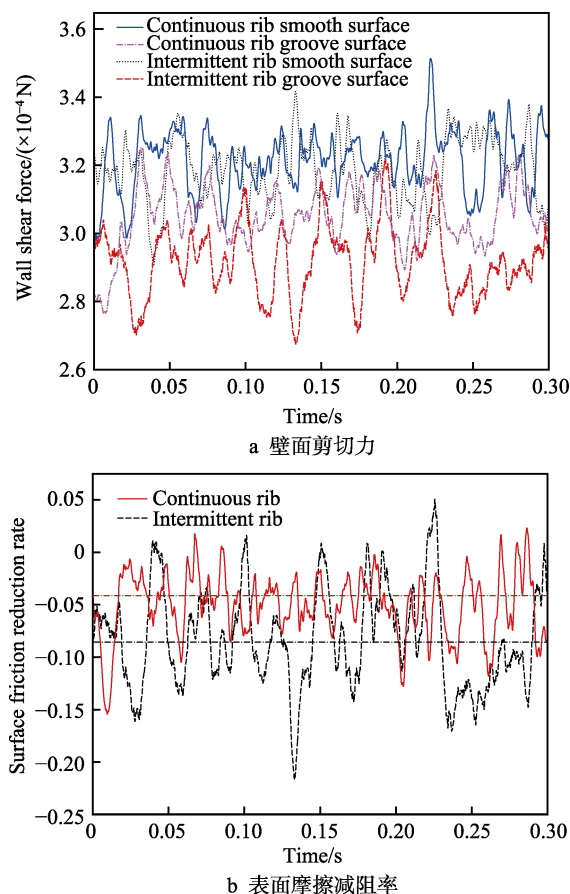 3.6
3.4
3.2
3.0
2.8
2.6
Wall shear force/(×10⁻⁴ N)
Continuous rib smooth surface
Continuous rib groove surface
Intermittent rib smooth surface
Intermittent rib groove surface
0 0.05 0.10 0.15 0.20 0.25 0.30
Time/s
a 壁面剪切力
0.05
0
−0.05
−0.10
−0.15
−0.20
−0.25
Surface friction reduction rate
Continuous rib
Intermittent rib
0 0.05 0.10 0.15 0.20 0.25 0.30
Time/s
b 表面摩擦减阻率